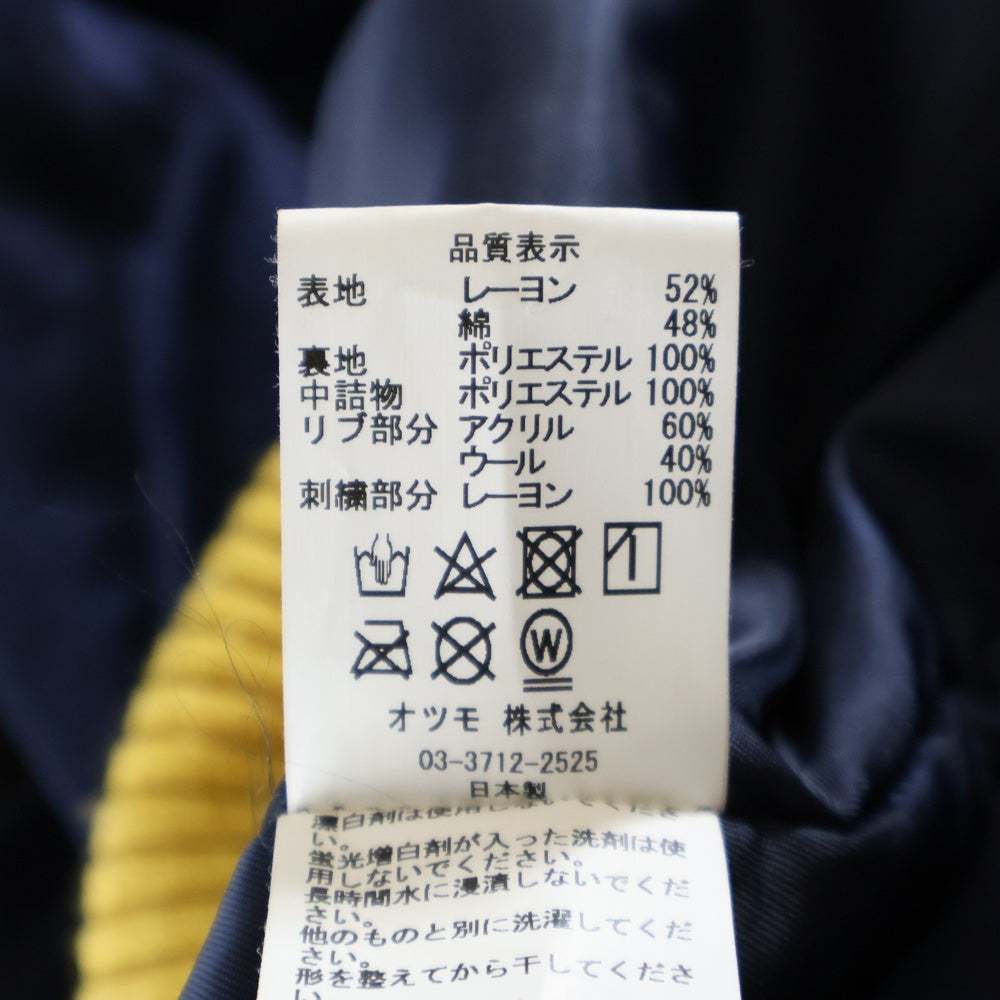 品質表示
表地 レーヨン 52%
綿 48%
裏地 ポリエステル 100%
中詰物 ポリエステル 100%
リブ部分 アクリル 60%
ウール 40%
刺繍部分 レーヨン 100%
W
オツモ 株式会社
03-3712-2525
日本製
漂白剤は使用しないでくださ
い。
蛍光増白剤が入った洗剤は使
用しないでください。
長時間水に浸漬しないでくだ
さい。
他のものと別に洗濯してくだ
さい。
形を整えてから干してくださ
い